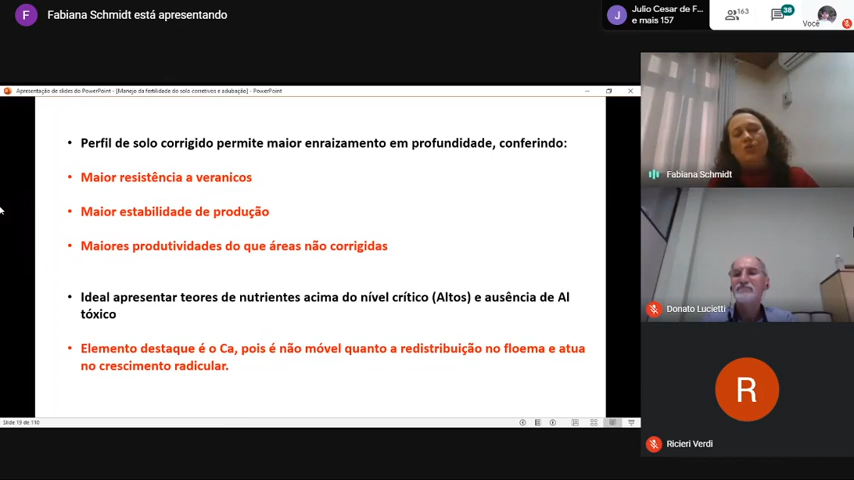 F
Fabiana Schmidt está apresentando
J
Julio Cesar de F...
e mais 157
163
38
Você
Apresentação de slides do PowerPoint - [Manejo da fertilidade do solo corretivos e adubação] - PowerPoint
• Perfil de solo corrigido permite maior enraizamento em profundidade, conferindo:
• Maior resistência a veranicos
• Maior estabilidade de produção
• Maiores produtividades do que áreas não corrigidas
• Ideal apresentar teores de nutrientes acima do nível crítico (Altos) e ausência de Al
tóxico
• Elemento destaque é o Ca, pois é não móvel quanto a redistribuição no floema e atua
no crescimento radicular.
Slide 19 de 110
Fabiana Schmidt
Donato Lucietti
R
Ricieri Verdi